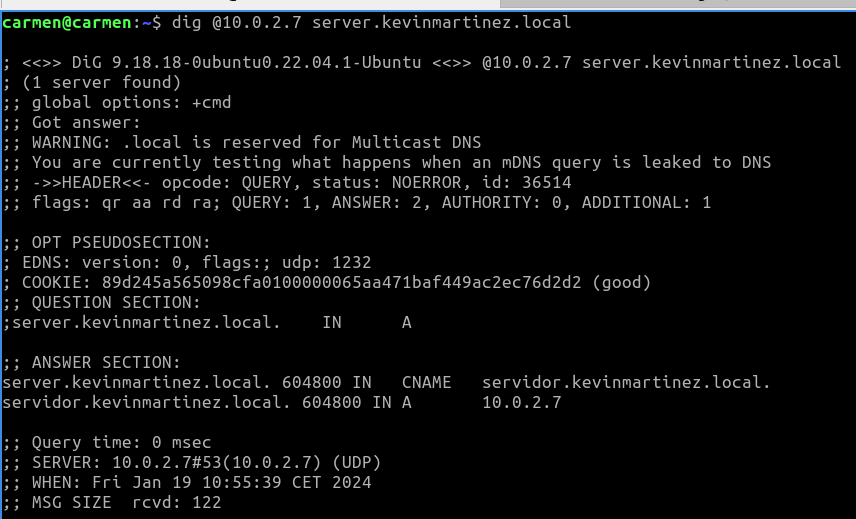 carmen@carmen:~$ dig @10.0.2.7 server.kevinmartinez.local

; <<>> DiG 9.18.18-0ubuntu0.22.04.1-Ubuntu <<>> @10.0.2.7 server.kevinmartinez.local
; (1 server found)
;; global options: +cmd
;; Got answer:
;; WARNING: .local is reserved for Multicast DNS
;; You are currently testing what happens when an mDNS query is leaked to DNS
;; ->>HEADER<<- opcode: QUERY, status: NOERROR, id: 36514
;; flags: qr aa rd ra; QUERY: 1, ANSWER: 2, AUTHORITY: 0, ADDITIONAL: 1

;; OPT PSEUDOSECTION:
; EDNS: version: 0, flags:; udp: 1232
; COOKIE: 89d245a565098cfa0100000065aa471baf449ac2ec76d2d2 (good)
;; QUESTION SECTION:
;server.kevinmartinez.local.    IN      A

;; ANSWER SECTION:
server.kevinmartinez.local. 604800 IN   CNAME   servidor.kevinmartinez.local.
servidor.kevinmartinez.local. 604800 IN A       10.0.2.7

;; Query time: 0 msec
;; SERVER: 10.0.2.7#53(10.0.2.7) (UDP)
;; WHEN: Fri Jan 19 10:55:39 CET 2024
;; MSG SIZE  rcvd: 122